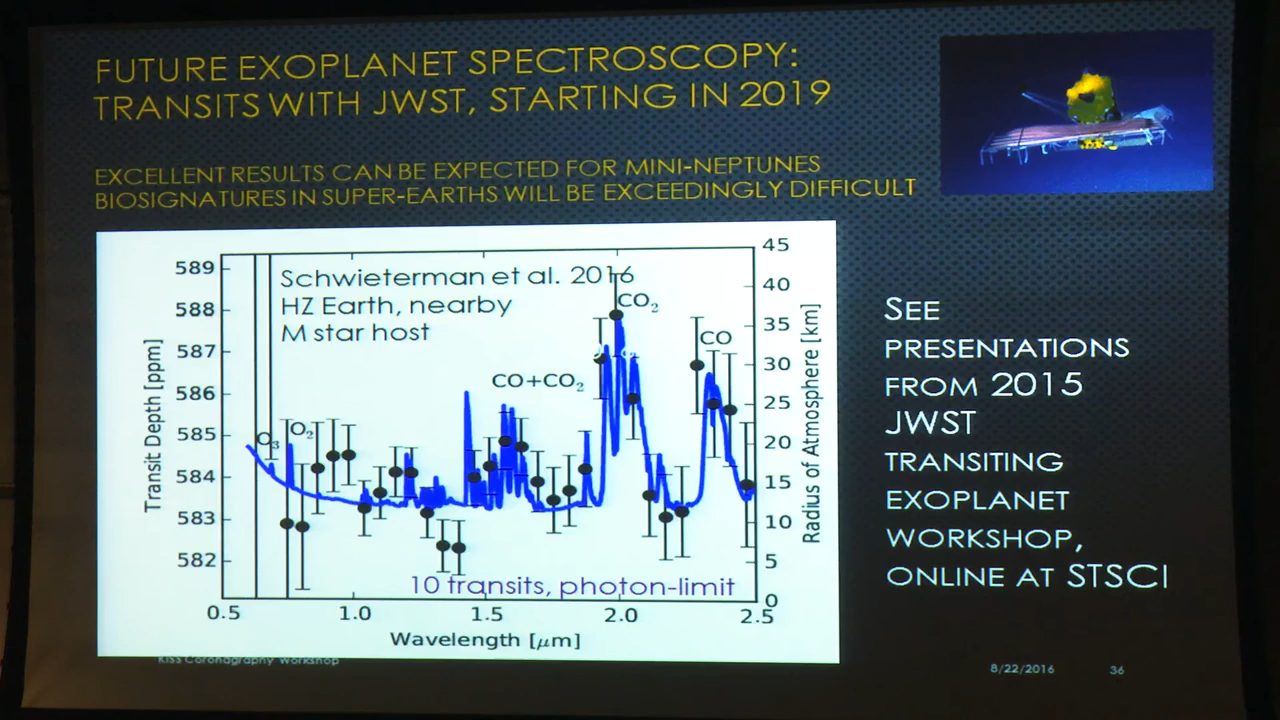 FUTURE EXOPLANET SPECTROSCOPY:
TRANSITS WITH JWST, STARTING IN 2019
EXCELLENT RESULTS CAN BE EXPECTED FOR MINI-NEPTUNES
BIOSIGNATURES IN SUPER-EARTHS WILL BE EXCEEDINGLY DIFFICULT
Schwieterman et al. 2016
HZ Earth, nearby
M star host
O₃
O₂
CO+CO₂
CO₂
CO
10 transits, photon-limit
Transit Depth [ppm]
589
588
587
586
585
584
583
582
Radius of Atmosphere [km]
45
40
35
30
25
20
15
10
5
0
0.5 1.0 1.5 2.0 2.5
Wavelength [μm]
SEE
PRESENTATIONS
FROM 2015
JWST
TRANSITING
EXOPLANET
WORKSHOP,
ONLINE AT STSCI
KISS Coronagraphy Workshop
8/22/2016
36